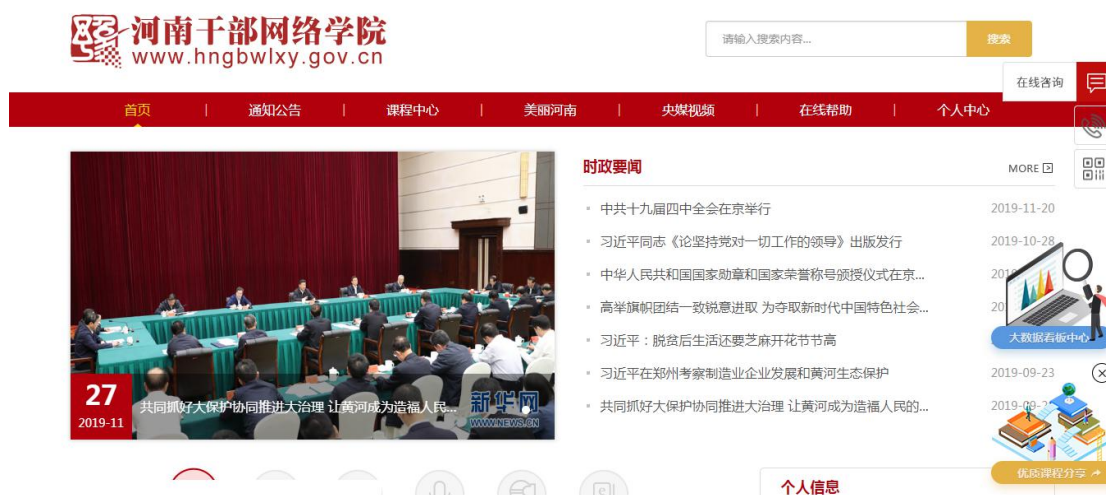 河南干部网络学院
www.hngbwlxy.gov.cn
请输入搜索内容...
搜索
在线咨询
首页
通知公告
课程中心
美丽河南
央媒视频
在线帮助
个人中心
时政要闻
MORE
中共十九届四中全会在京举行
2019-11-20
习近平同志《论坚持党对一切工作的领导》出版发行
2019-10-28
中华人民共和国国家勋章和国家荣誉称号颁授仪式在京...
高举旗帜团结一致锐意进取 为夺取新时代中国特色社会...
习近平：脱贫后生活还要芝麻开花节节高
大数据看板中心
习近平在郑州考察制造业企业发展和黄河生态保护
2019-09-23
共同抓好大保护协同推进大治理 让黄河成为造福人民的...
27
2019-11
共同抓好大保护协同推进大治理 让黄河成为造福人民...
新华网
WWW.NEWS.CN
优质课程分享
个人信息